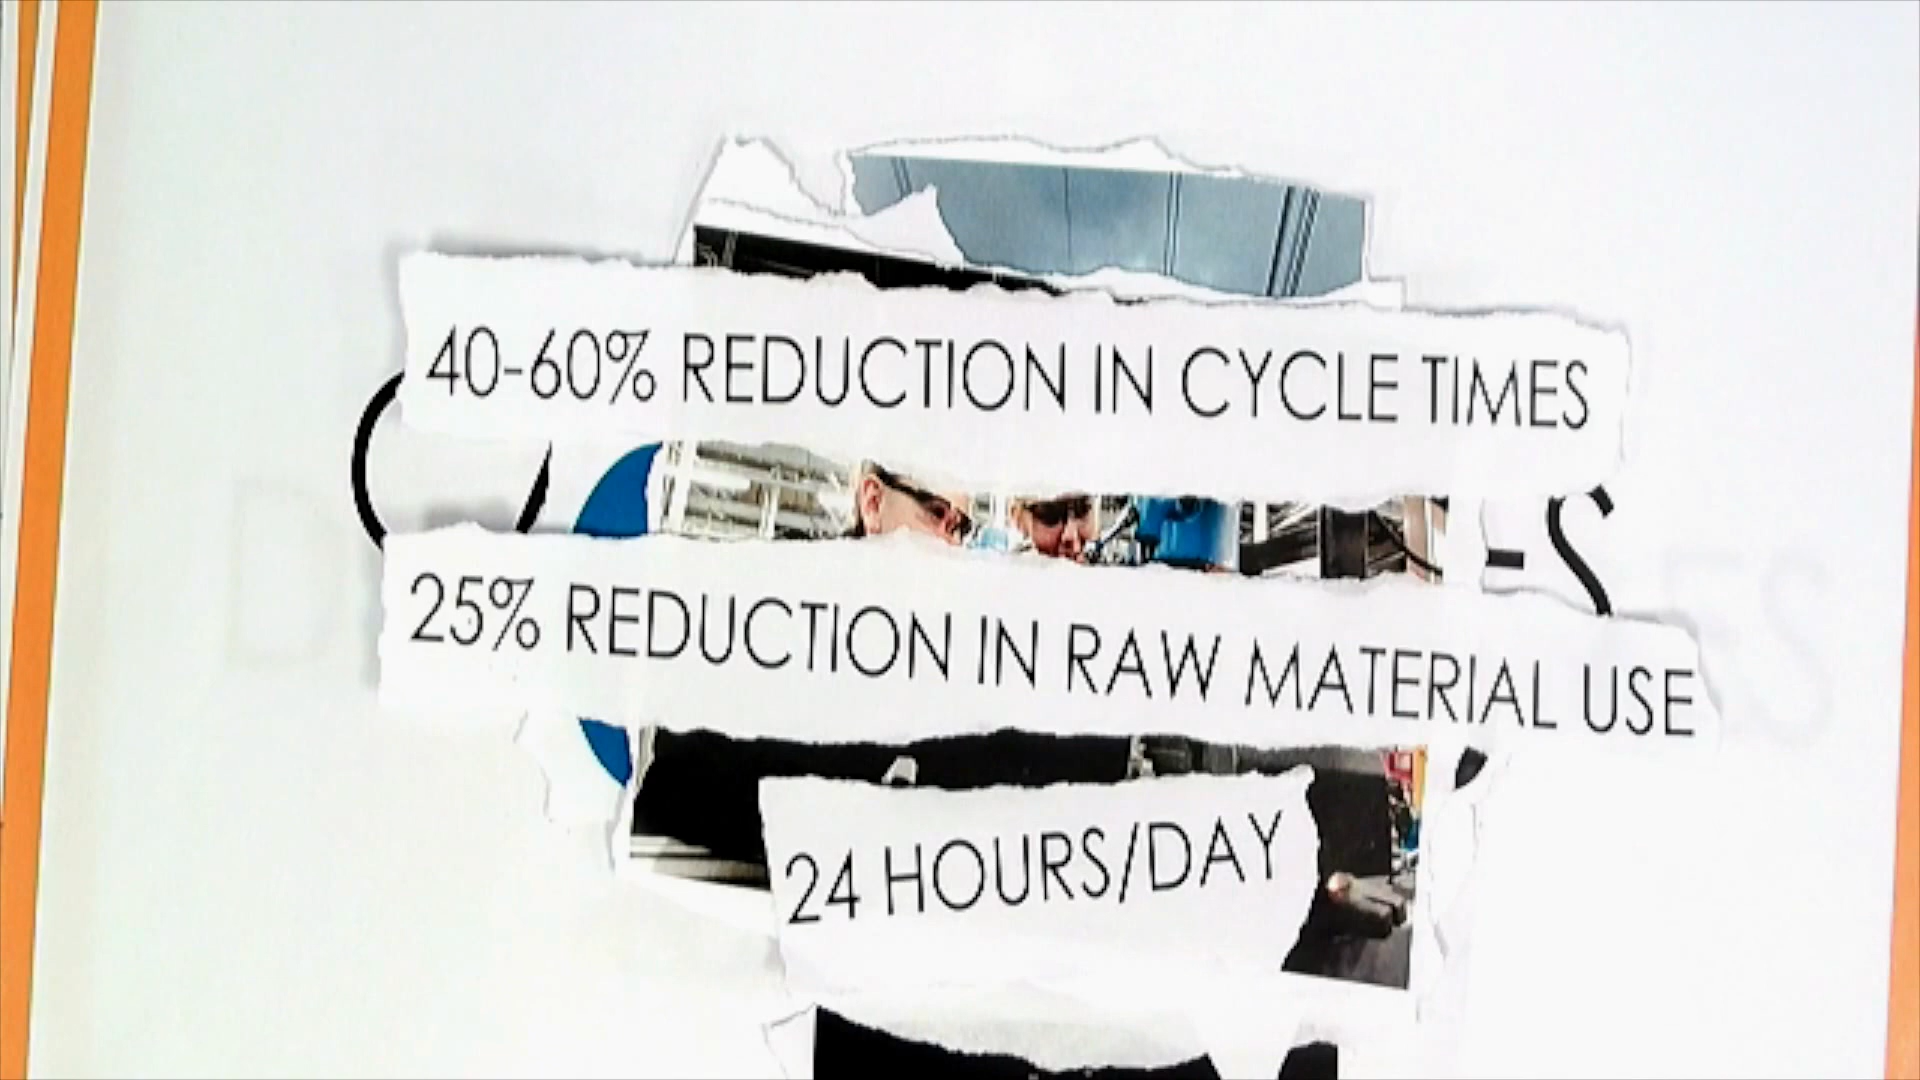 40-60% REDUCTION IN CYCLE TIMES
25% REDUCTION IN RAW MATERIAL USE
24 HOURS/DAY